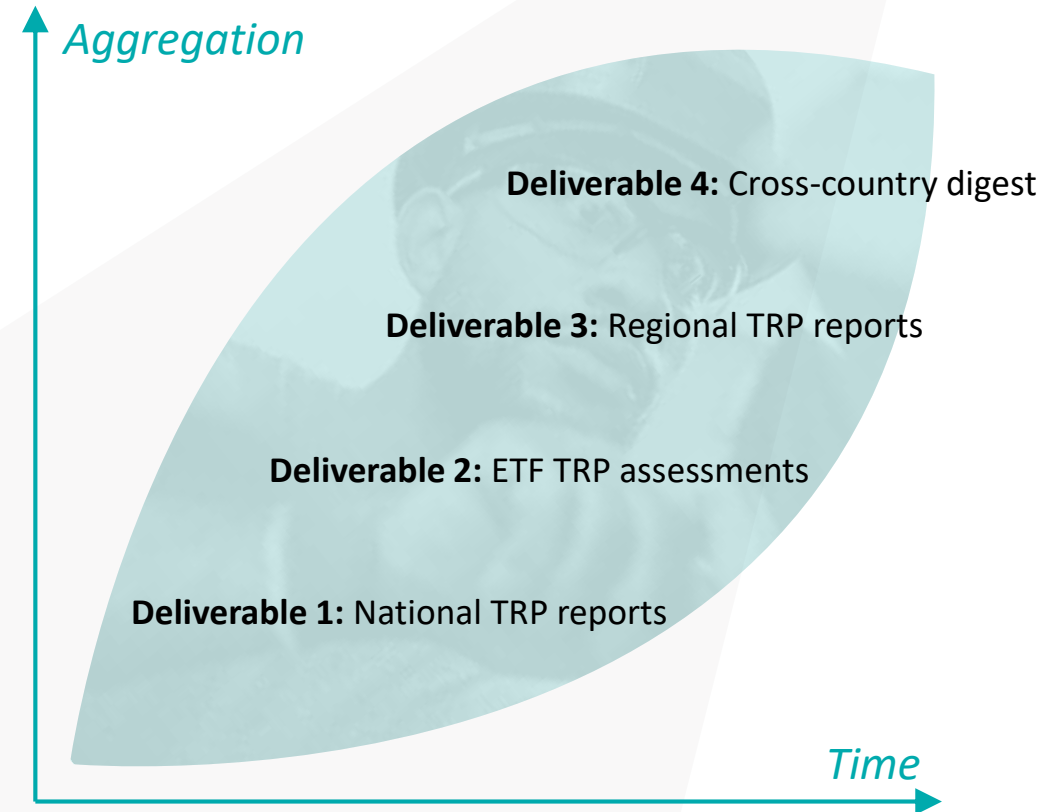 Aggregation
Deliverable 4: Cross-country digest
Deliverable 3: Regional TRP reports
Deliverable 2: ETF TRP assessments
Deliverable 1: National TRP reports
Time